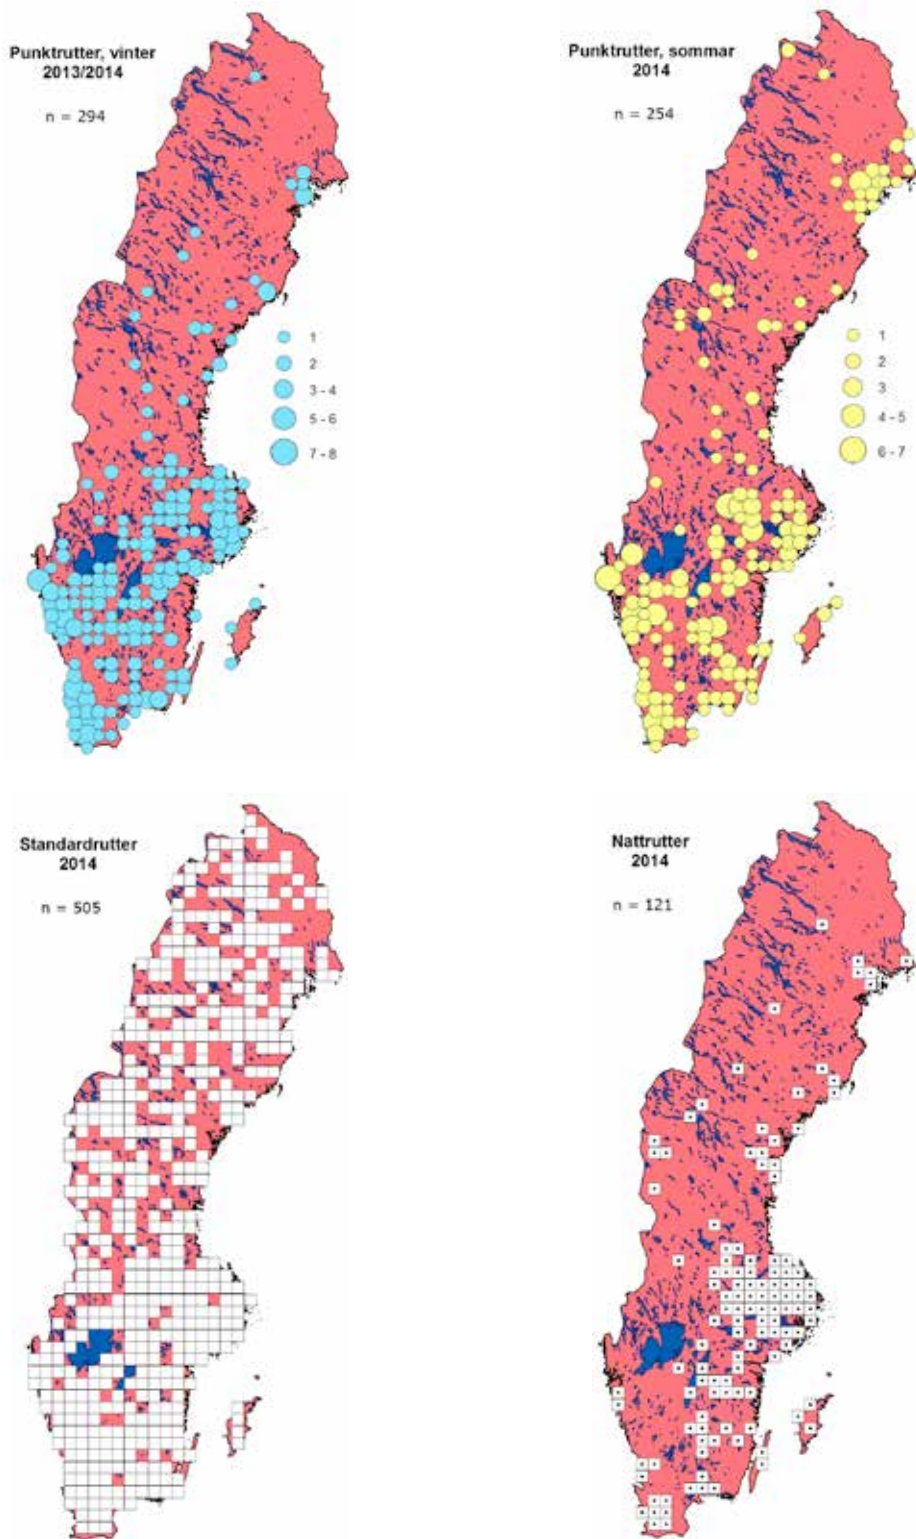 Punktrutter, vinter
2013/2014
n = 294
1
2
3 - 4
5 - 6
7 - 8
Punktrutter, sommar
2014
n = 254
1
2
3
4 - 5
6 - 7
Standardrutter
2014
n = 505
Nattrutter
2014
n = 121